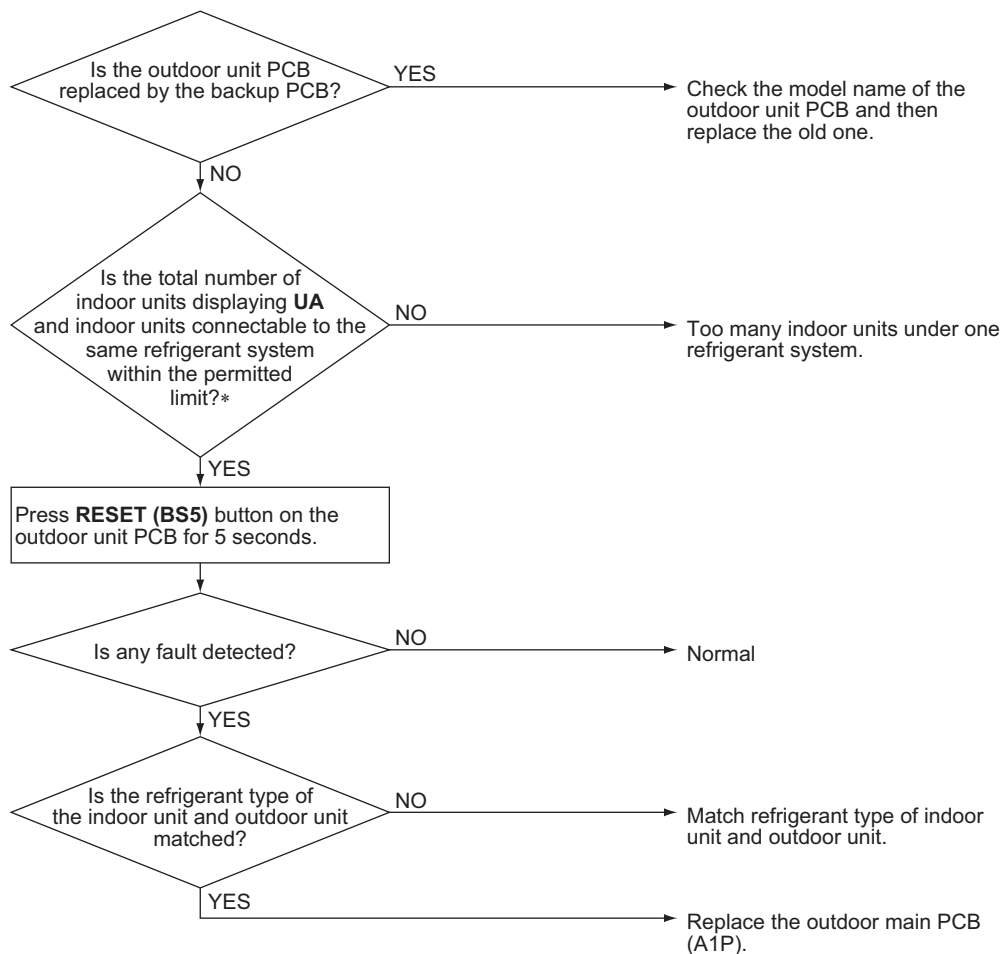 Is the outdoor unit PCB
replaced by the backup PCB?
YES
Check the model name of the
outdoor unit PCB and then
replace the old one.
NO
Is the total number of
indoor units displaying UA
and indoor units connectable to the
same refrigerant system
within the permitted
limit?*
NO
Too many indoor units under one
refrigerant system.
YES
Press RESET (BS5) button on the
outdoor unit PCB for 5 seconds.
Is any fault detected?
NO
Normal
YES
Is the refrigerant type of
the indoor unit and outdoor unit
matched?
NO
Match refrigerant type of indoor
unit and outdoor unit.
YES
Replace the outdoor main PCB
(A1P).